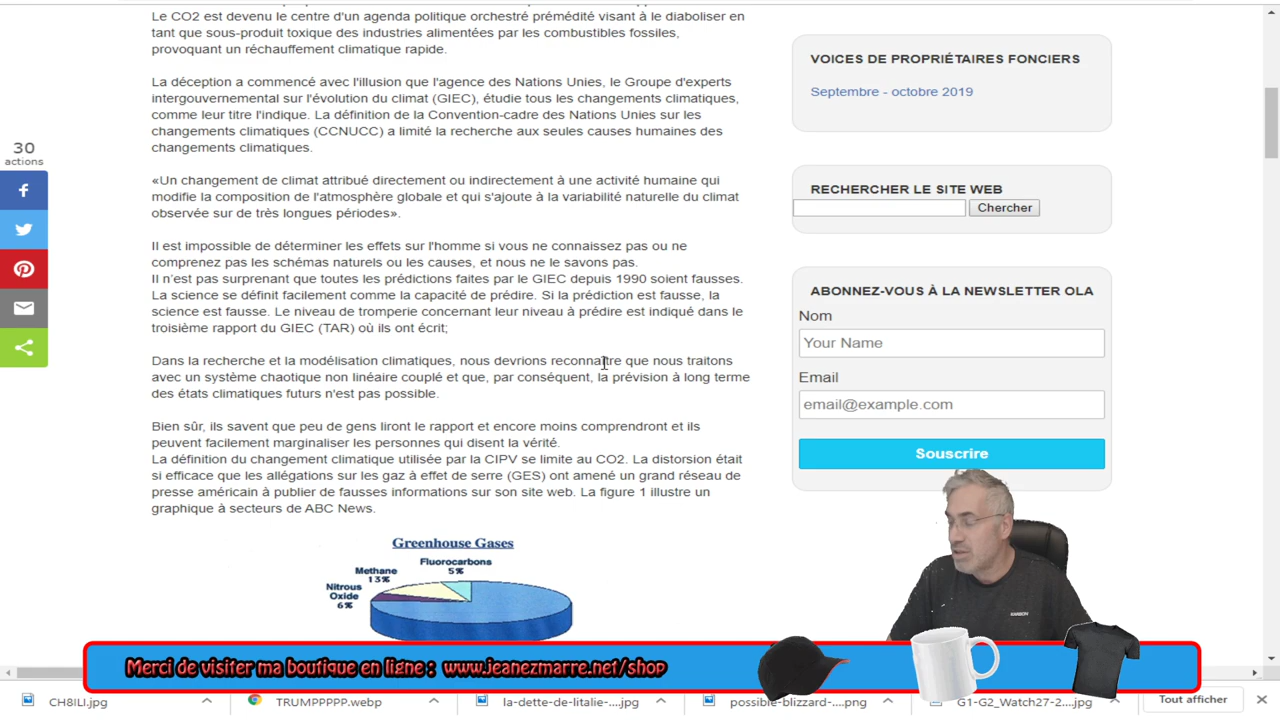 Le CO2 est devenu le centre d'un agenda politique orchestré prémédité visant à le diaboliser en
tant que sous-produit toxique des industries alimentées par les combustibles fossiles,
provoquant un réchauffement climatique rapide.
La déception a commencé avec l'illusion que l'agence des Nations Unies, le Groupe d'experts
intergouvernemental sur l'évolution du climat (GIEC), étudie tous les changements climatiques,
comme leur titre l'indique. La définition de la Convention-cadre des Nations Unies sur les
changements climatiques (CCNUCC) a limité la recherche aux seules causes humaines des
changements climatiques.
«Un changement de climat attribué directement ou indirectement à une activité humaine qui
modifie la composition de l'atmosphère globale et qui s'ajoute à la variabilité naturelle du climat
observée sur de très longues périodes».
Il est impossible de déterminer les effets sur l'homme si vous ne connaissez pas ou ne
comprenez pas les schémas naturels ou les causes, et nous ne le savons pas.
Il n'est pas surprenant que toutes les prédictions faites par le GIEC depuis 1990 soient fausses.
La science se définit facilement comme la capacité de prédire. Si la prédiction est fausse, la
science est fausse. Le niveau de tromperie concernant leur niveau à prédire est indiqué dans le
troisième rapport du GIEC (TAR) où ils ont écrit;
Dans la recherche et la modélisation climatiques, nous devrions reconnaître que nous traitons
avec un système chaotique non linéaire couplé et que, par conséquent, la prévision à long terme
des états climatiques futurs n'est pas possible.
Bien sûr, ils savent que peu de gens liront le rapport et encore moins comprendront et ils
peuvent facilement marginaliser les personnes qui disent la vérité.
La définition du changement climatique utilisée par la CIPV se limite au CO2. La distorsion était
si efficace que les allégations sur les gaz à effet de serre (GES) ont amené un grand réseau de
presse américain à publier de fausses informations sur son site web. La figure 1 illustre un
graphique à secteurs de ABC News.
Greenhouse Gases
Fluorocarbons
5%
Methane
13%
Nitrous
Oxide
6%
30
actions
VOICES DE PROPRIÉTAIRES FONCIERS
Septembre - octobre 2019
RECHERCHER LE SITE WEB
Chercher
ABONNEZ-VOUS À LA NEWSLETTER OLA
Nom
Your Name
Email
email@example.com
Souscrire
Merci de visiter ma boutique en ligne : www.jeanezmarre.net/shop
CH8ILI.jpg
TRUMPPPPP.webp
la-dette-de-litalie-....jpg
possible-blizzard-....png
G1-G2_Watch27-2....jpg
Tout afficher